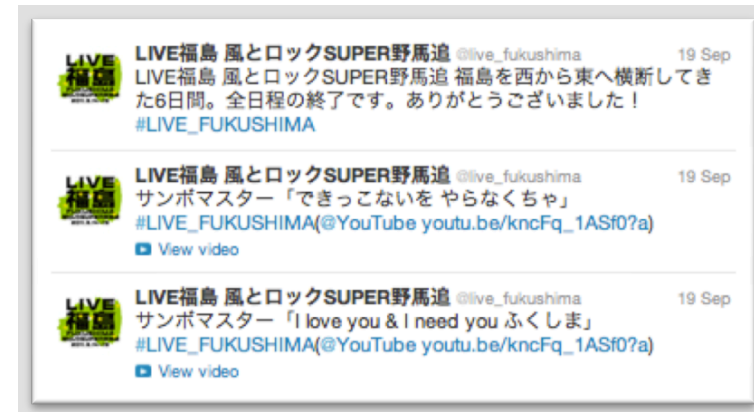 LIVE福島 風とロックSUPER野馬追 @live_fukushima 19 Sep
LIVE福島 風とロックSUPER野馬追 福島を西から東へ横断してき
た6日間。全日程の終了です。ありがとうございました！
#LIVE_FUKUSHIMA
LIVE福島 風とロックSUPER野馬追 @live_fukushima 19 Sep
サンボマスター「できっこないを やらなくちゃ」
#LIVE_FUKUSHIMA(@YouTube youtu.be/kncFq_1ASf0?a)
View video
LIVE福島 風とロックSUPER野馬追 @live_fukushima 19 Sep
サンボマスター「I love you & I need you ふくしま」
#LIVE_FUKUSHIMA(@YouTube youtu.be/kncFq_1ASf0?a)
View video
LIVE
福島
LIVE
福島
LIVE
福島